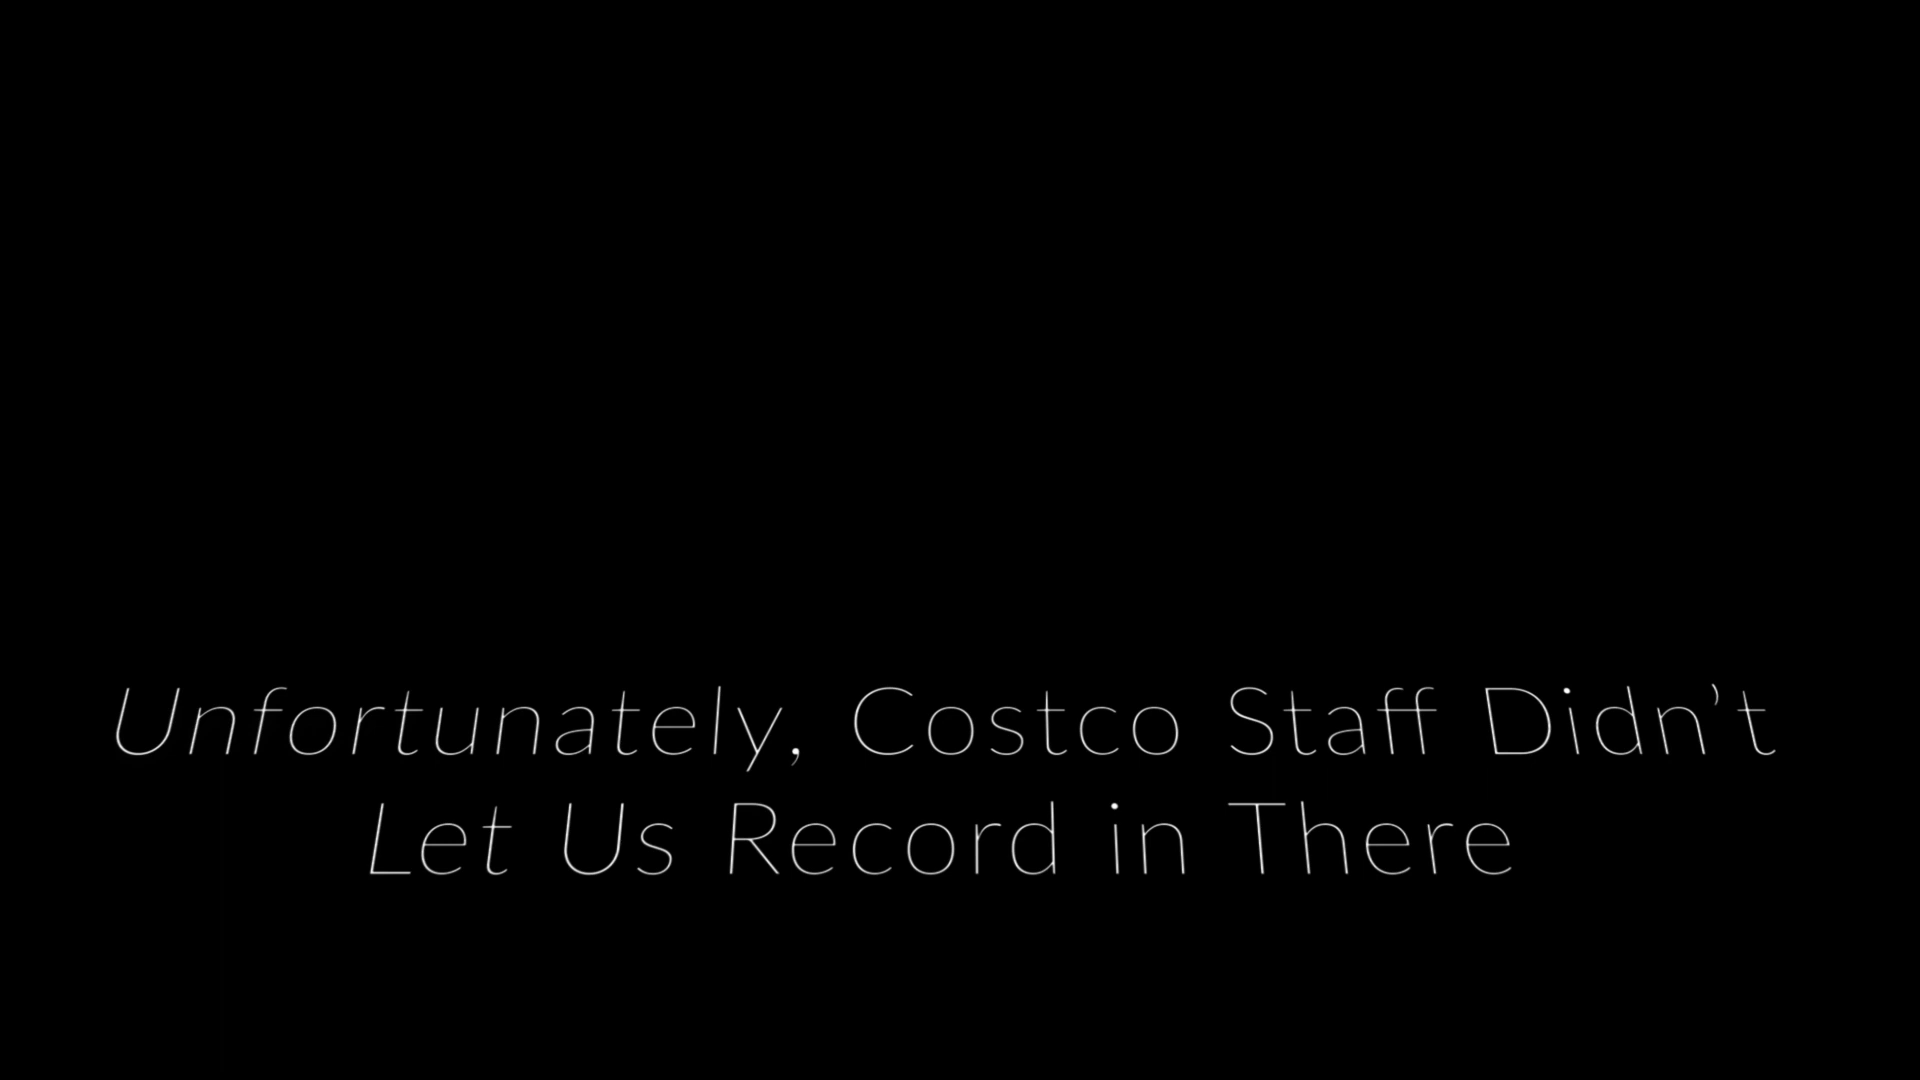 Unfortunately, Costco Staff Didn’t
Let Us Record in There